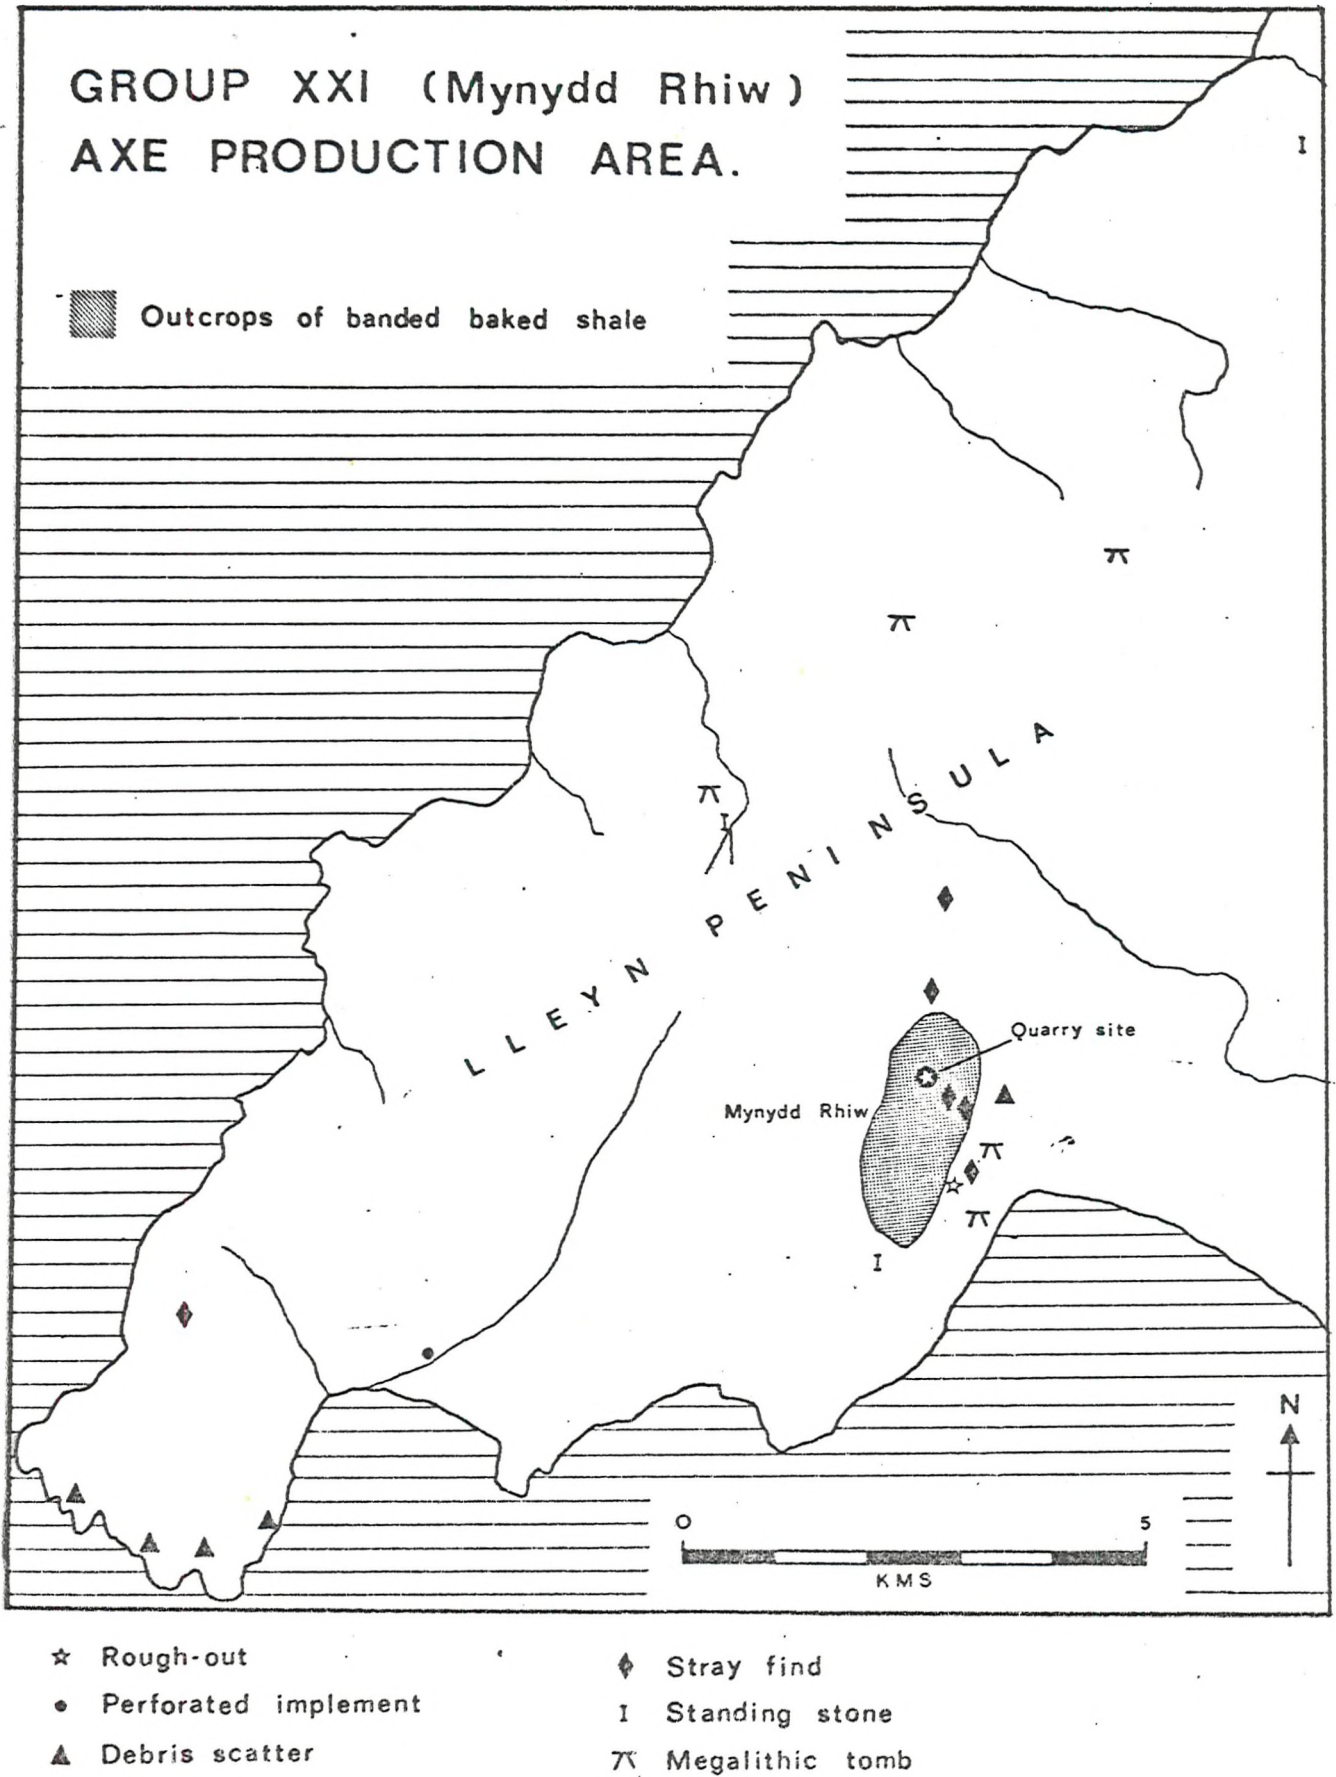 GROUP XXI (Mynydd Rhiw)
AXE PRODUCTION AREA.
Outcrops of banded baked shale
LLEYN PENINSULA
Quarry site
Mynydd Rhiw
N
0 5
KMS
Rough-out
Perforated implement
Debris scatter
Stray find
Standing stone
Megalithic tomb